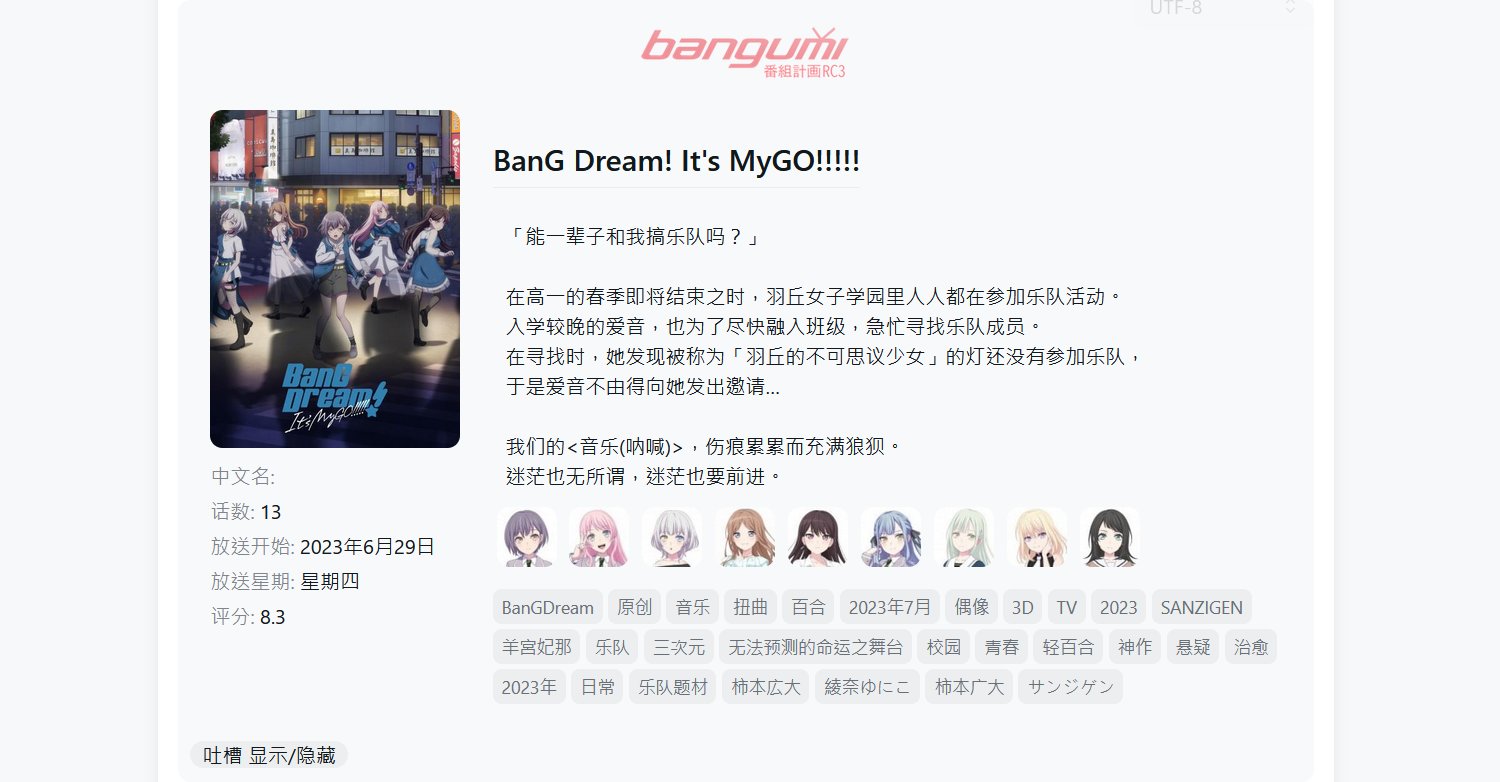 UTF-8
bangumi
番組計画RC3
BanG Dream! It's MyGO!!!!!
「能一辈子和我搞乐队吗？」
在高一的春季即将结束之时，羽丘女子学园里人人都在参加乐队活动。
入学较晚的爱音，也为了尽快融入班级，急忙寻找乐队成员。
在寻找时，她发现被称为「羽丘的不可思议少女」的灯还没有参加乐队，
于是爱音不由得向她发出邀请...
我们的<音乐(呐喊)>，伤痕累累而充满狼狈。
迷茫也无所谓，迷茫也要前进。
BanG
Dream!
It's MyGO!!!!!
中文名:
话数: 13
放送开始: 2023年6月29日
放送星期: 星期四
评分: 8.3
BanGDream 原创 音乐 扭曲 百合 2023年7月 偶像 3D TV 2023 SANZIGEN
羊宫妃那 乐队 三次元 无法预测的命运之舞台 校园 青春 轻百合 神作 悬疑 治愈
2023年 日常 乐队题材 柿本広大 綾奈ゆにこ 柿本广大 サンジゲン
吐槽 显示/隐藏